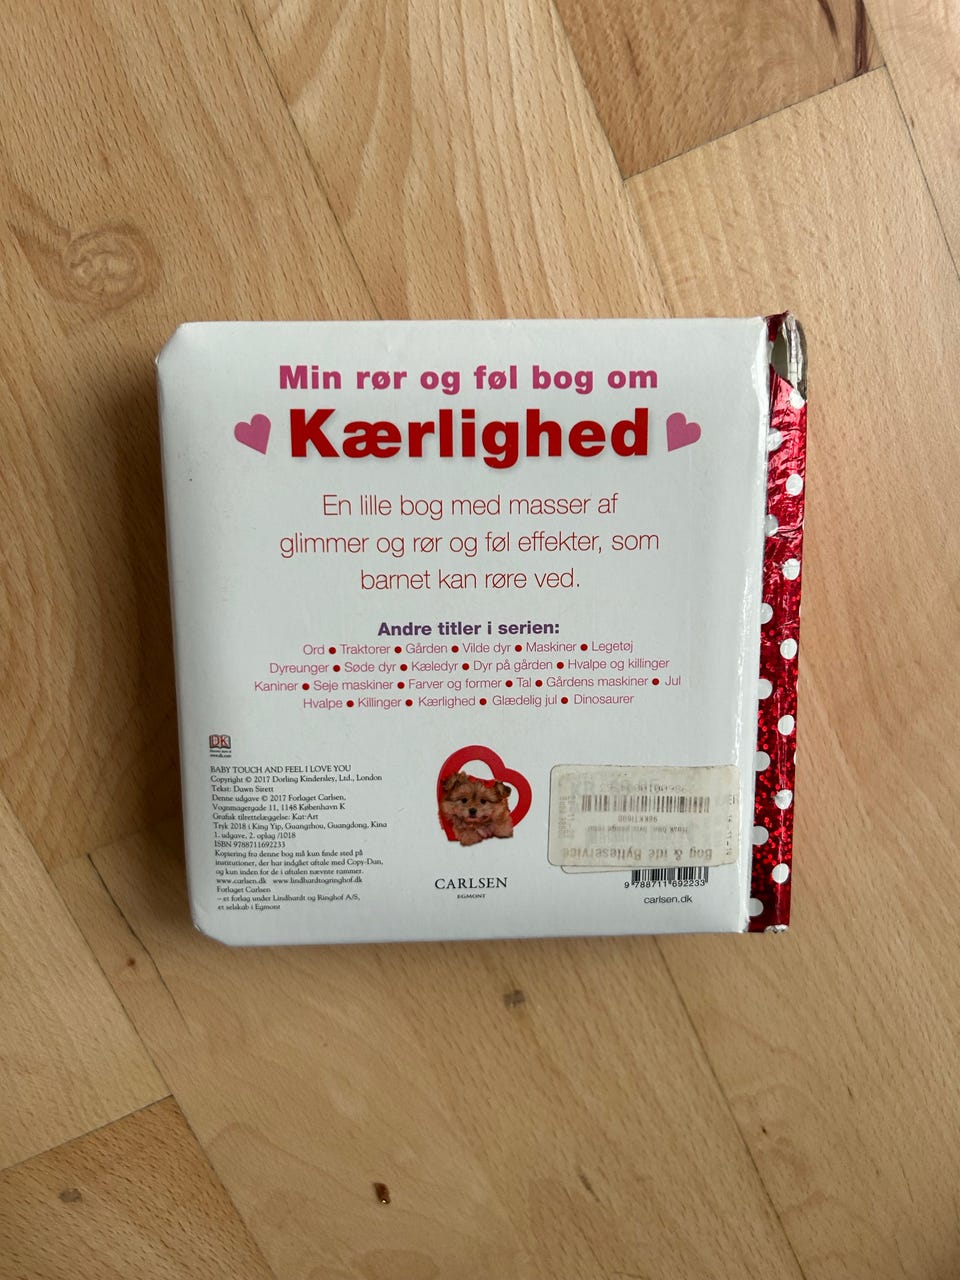 Min rør og føl bog om
Kærlighed
En lille bog med masser af
glimmer og rør og føl effekter, som
barnet kan røre ved.
Andre titler i serien:
Ord ● Traktorer ● Gården ● Vilde dyr ● Maskiner ● Legetøj
Dyreunger ● Søde dyr ● Kæledyr ● Dyr på gården ● Hvalpe og killinger
Kaniner ● Seje maskiner ● Farver og former ● Tal ● Gårdens maskiner ● Jul
Hvalpe ● Killinger ● Kærlighed ● Glædelig jul ● Dinosaurer
DK
www.dk.com
BABY TOUCH AND FEEL I LOVE YOU
Copyright © 2017 Dorling Kindersley, Ltd., London
Tekst: Dawn Sirett
Denne udgave © 2017 Forlaget Carlsen,
Vognmagergade 11, 1148 København K
Grafisk tilrettelæggelse: Kat-Art
Tryk 2018 i King Yip, Guangzhou, Guangdong, Kina
1. udgave, 2. oplag /1018
ISBN 9788711692233
Kopiering fra denne bog må kun finde sted på
institutioner, der har indgået aftale med Copy-Dan,
og kun inden for de i aftalen nævnte rammer.
www.carlsen.dk www.lindhardtogringhof.dk
Forlaget Carlsen
– et forlag under Lindhardt og Ringhof A/S,
et selskab i Egmont
CARLSEN
EGMONT
Bog & ide Bytteservice
9 788711 692233
carlsen.dk